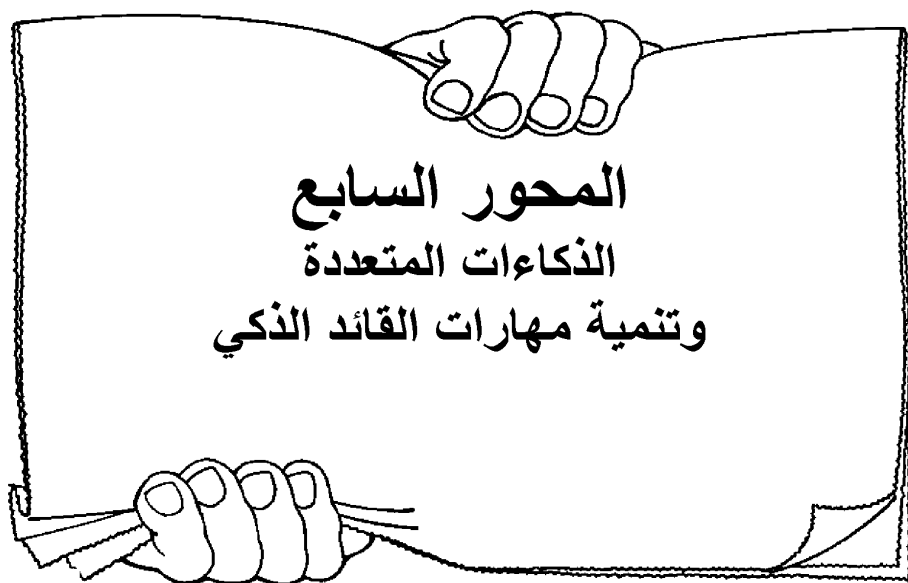 المحور السابع
الذكاءات المتعددة
وتنمية مهارات القائد الذكي